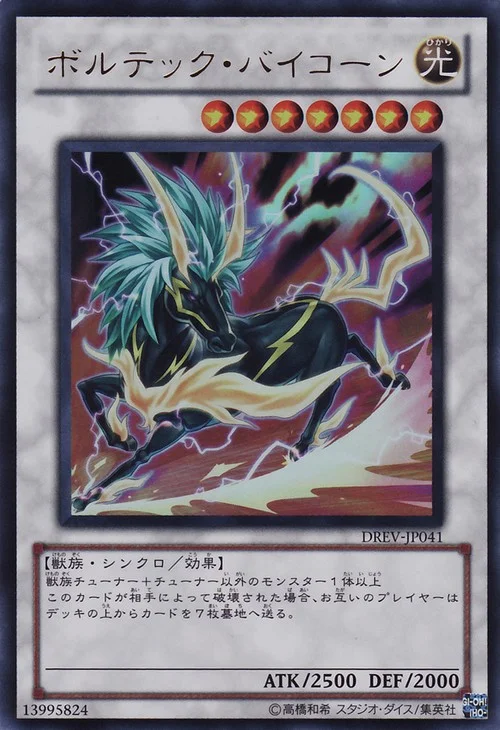 ボルテック・バイコーン
光
ひかり
DREV-JP041
【獣族・シンクロ／効果】
獣族チューナー＋チューナー以外のモンスター１体以上
このカードが相手によって破壊された場合、お互いのプレイヤーは
デッキの上からカードを７枚墓地へ送る。
ATK/2500 DEF/2000
13995824
©高橋和希 スタジオ・ダイス/集英社